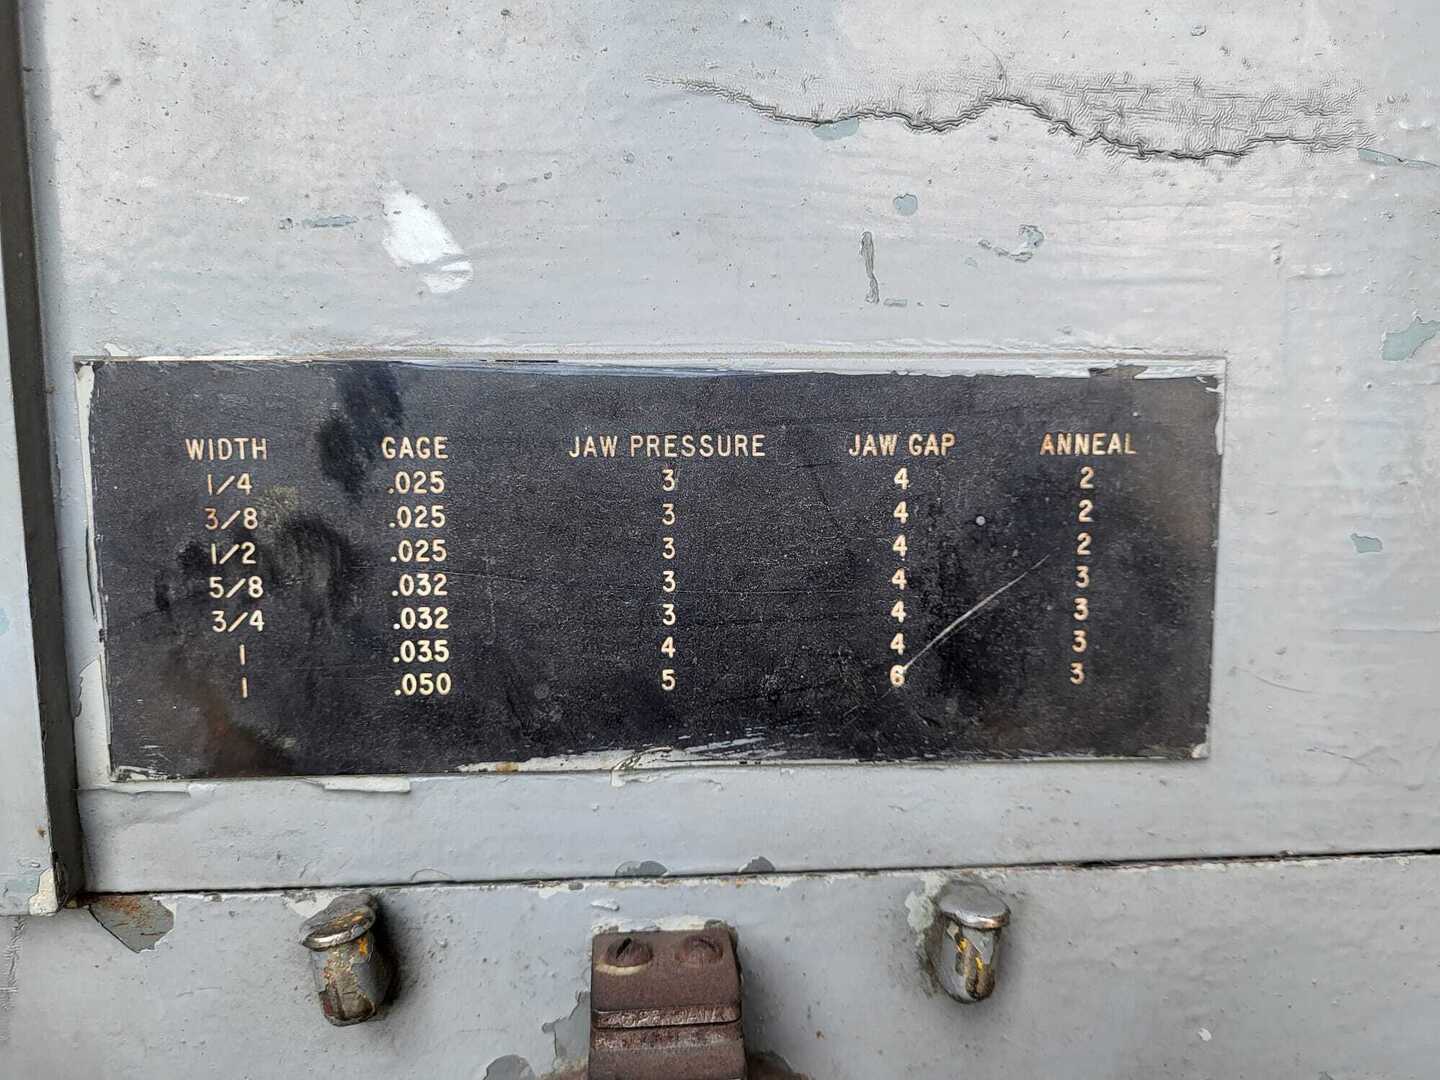 WIDTH GAGE JAW PRESSURE JAW GAP ANNEAL
1/4 .025 3 4 2
3/8 .025 3 4 2
1/2 .025 3 4 2
5/8 .032 3 4 3
3/4 .032 3 4 3
1 .035 4 4 3
1 .050 5 6 3